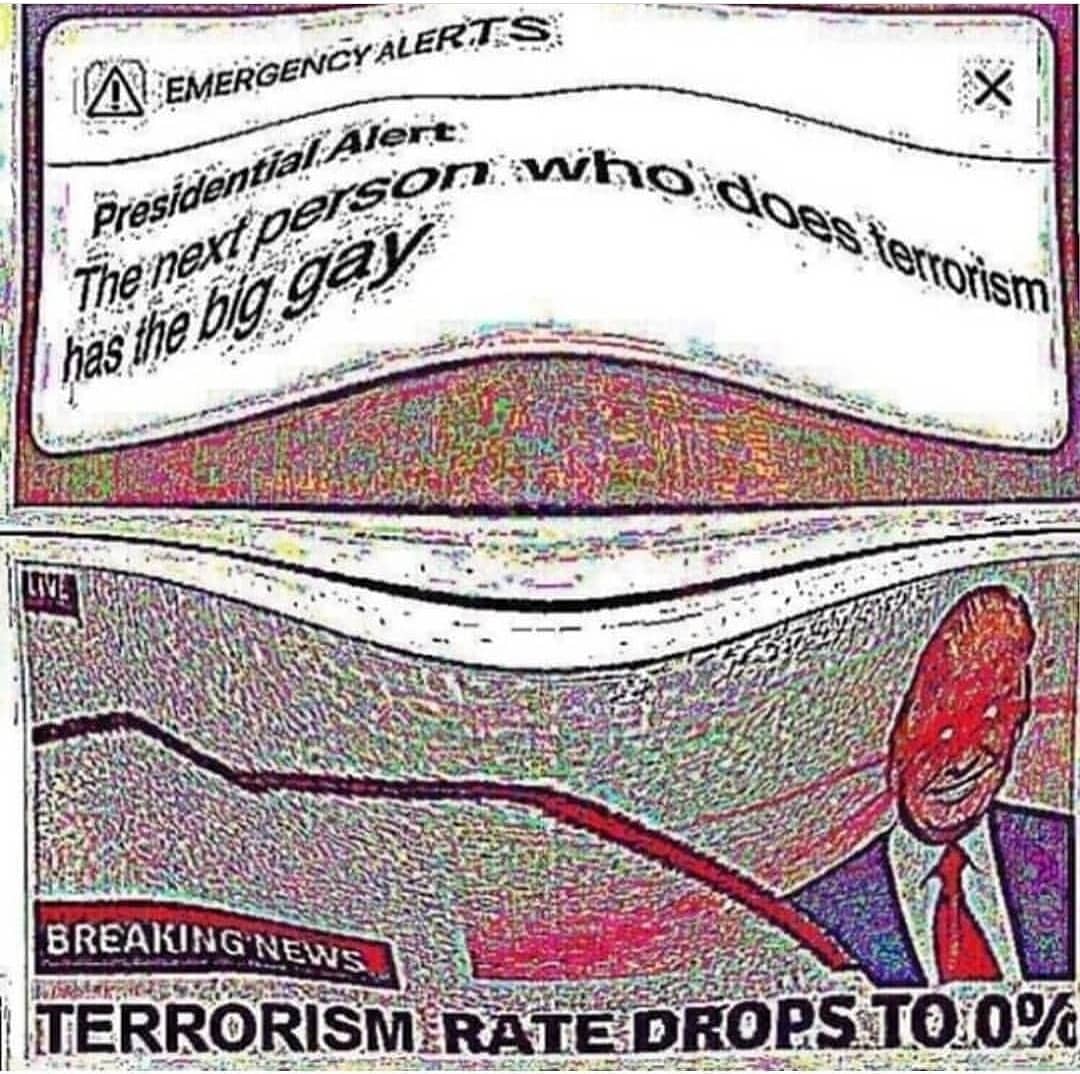 EMERGENCY ALERTS
Presidential Alert
The next person who does terrorism
has the big gay
LIVE
BREAKING NEWS
TERRORISM RATE DROPS TO 0%